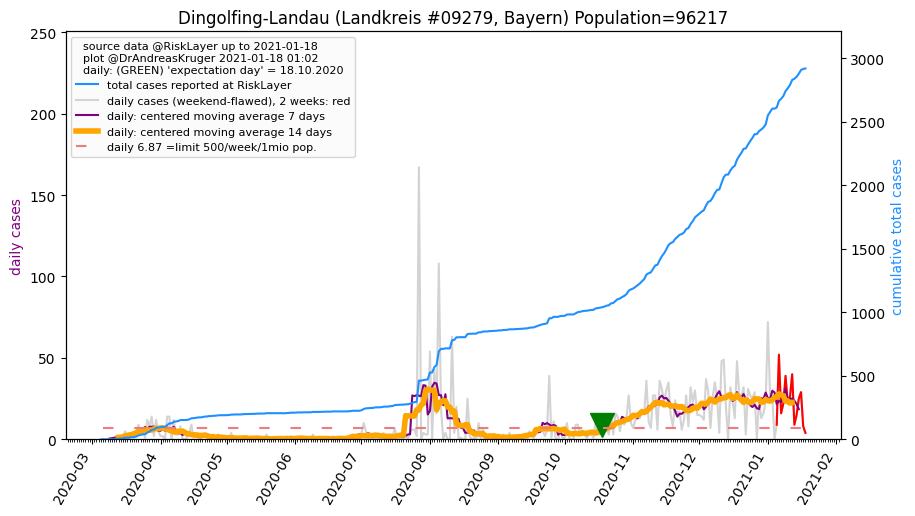 Dingolfing-Landau (Landkreis #09279, Bayern) Population=96217
source data @RiskLayer up to 2021-01-18
plot @DrAndreasKruger 2021-01-18 01:02
daily: (GREEN) 'expectation day' = 18.10.2020
total cases reported at RiskLayer
daily cases (weekend-flawed), 2 weeks: red
daily: centered moving average 7 days
daily: centered moving average 14 days
daily 6.87 =limit 500/week/1mio pop.
daily cases
250
200
150
100
50
0
cumulative total cases
3000
2500
2000
1500
1000
500
0
2020-03
2020-04
2020-05
2020-06
2020-07
2020-08
2020-09
2020-10
2020-11
2020-12
2021-01
2021-02